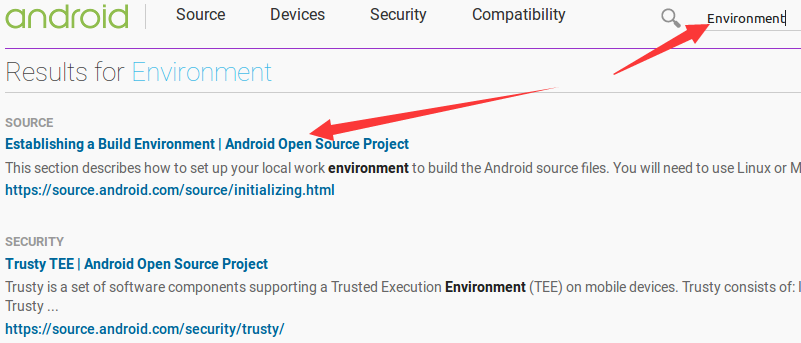 android Source Devices Security Compatibility Environment
Results for Environment
SOURCE
Establishing a Build Environment | Android Open Source Project
This section describes how to set up your local work environment to build the Android source files. You will need to use Linux or M
https://source.android.com/source/initializing.html
SECURITY
Trusty TEE | Android Open Source Project
Trusty is a set of software components supporting a Trusted Execution Environment (TEE) on mobile devices. Trusty consists of:
Trusty ...
https://source.android.com/security/trusty/